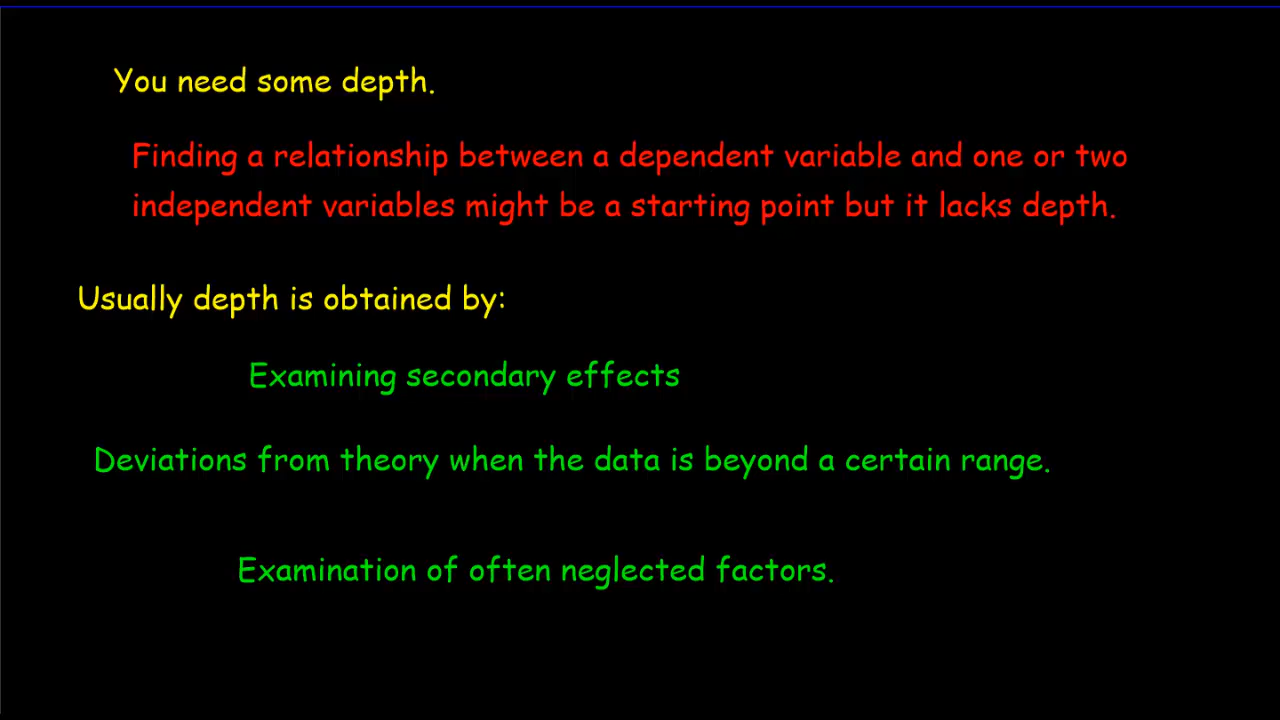 You need some depth.
Finding a relationship between a dependent variable and one or two
independent variables might be a starting point but it lacks depth.
Usually depth is obtained by:
Examining secondary effects
Deviations from theory when the data is beyond a certain range.
Examination of often neglected factors.